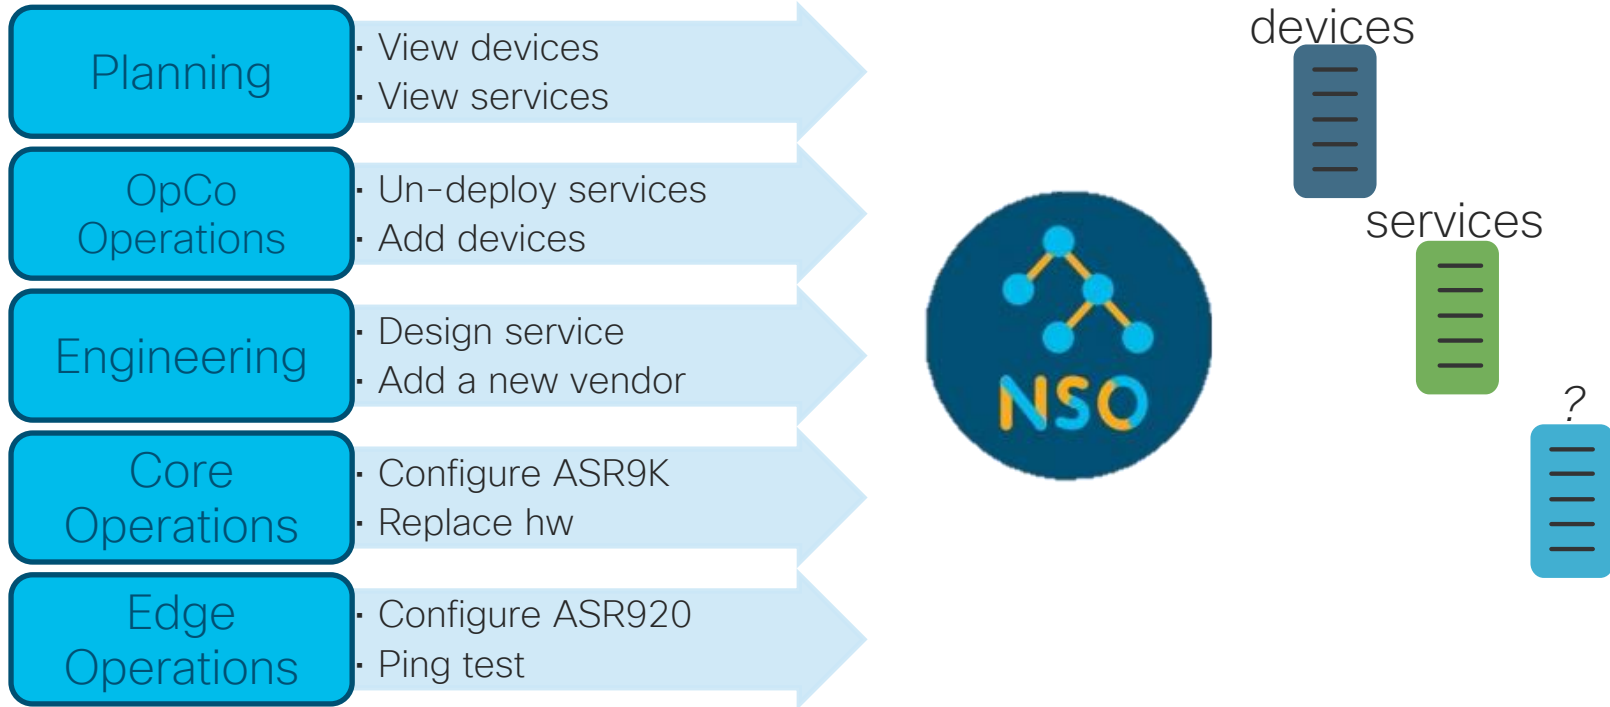 Planning
· View devices
· View services
OpCo
Operations
· Un-deploy services
· Add devices
Engineering
· Design service
· Add a new vendor
Core
Operations
· Configure ASR9K
· Replace hw
Edge
Operations
· Configure ASR920
· Ping test
NSO
devices
services
?